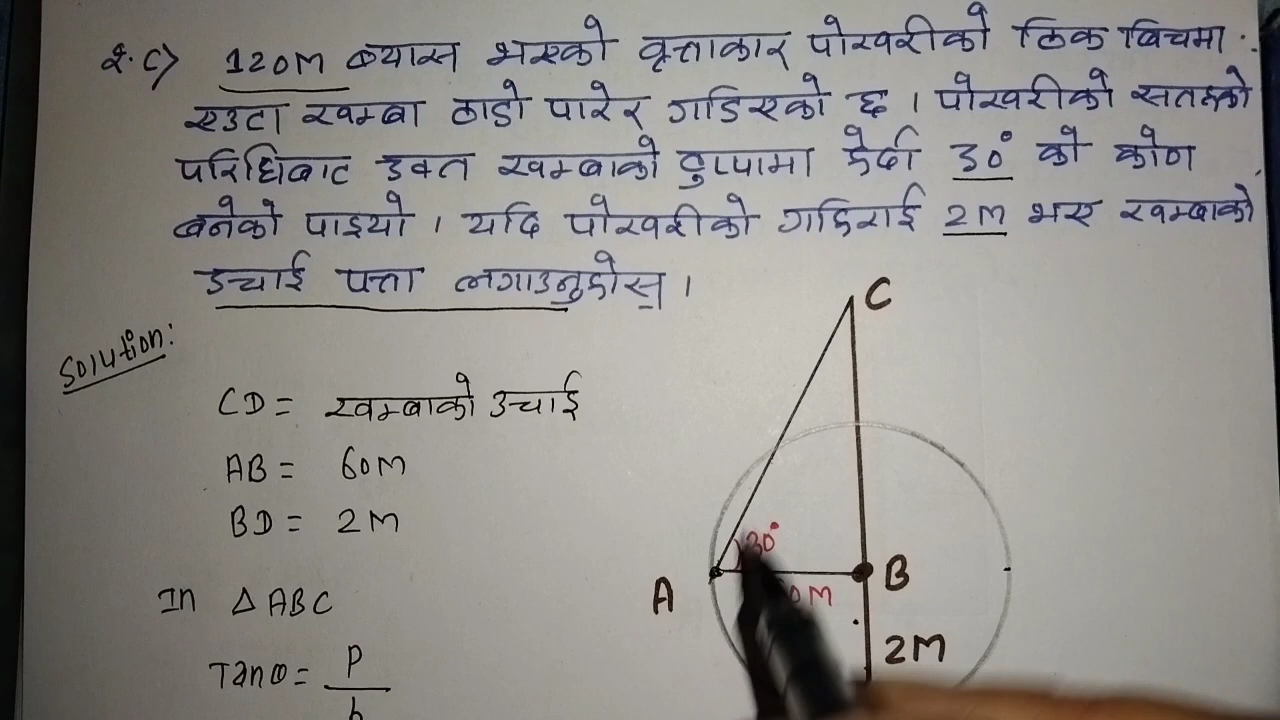 २.c) 120M ब्यास भएको वृत्ताकार पोखरीको ठिक बिचमा
एउटा खम्बा ठाडो पारेर गाडिएको छ । पोखरीको सतहको
परिधिबाट उक्त खम्बाको टुप्पामा हेर्दा 30° को कोण
बनेको पाइयो । यदि पोखरीको गहिराई 2M भए खम्बाको
उचाई पत्ता लगाउनुहोस् ।
Solution:
CD = खम्बाको उचाई
AB = 60M
BD = 2M
In △ABC
Tanθ = P
b
C
30°
A
B
0M
2M